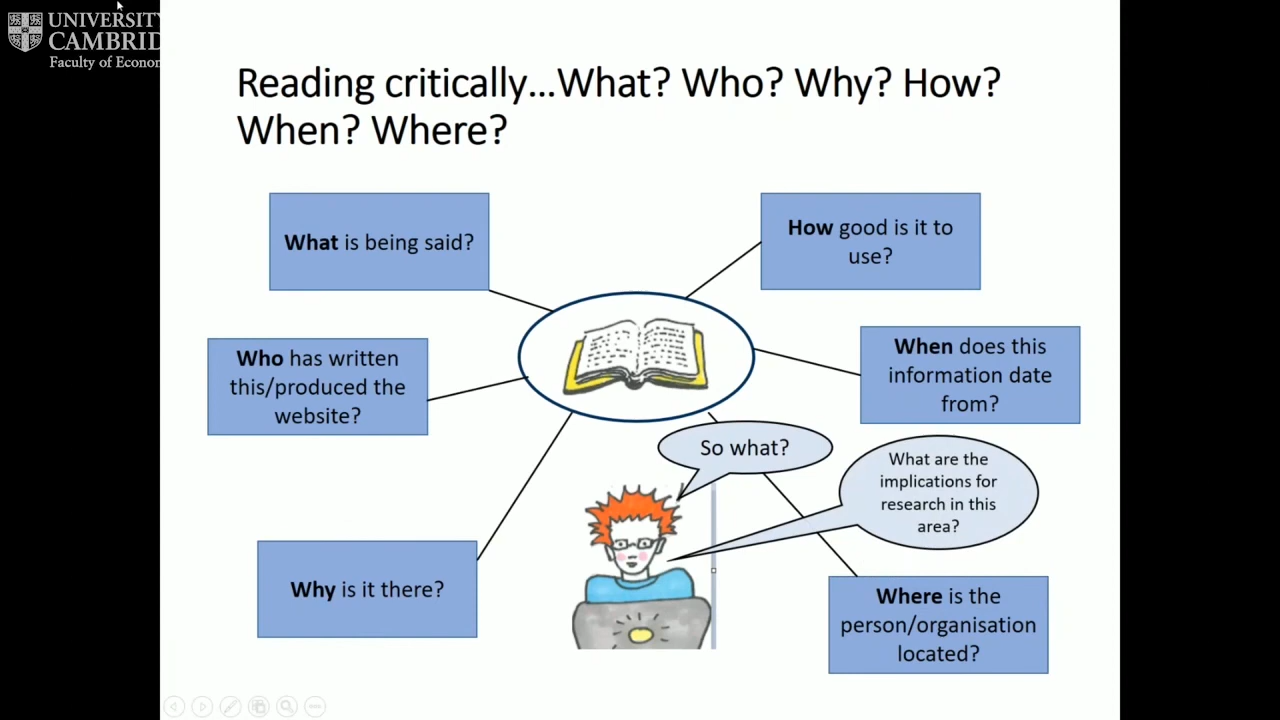 UNIVERSITY
CAMBRID
Faculty of Econom
Reading critically...What? Who? Why? How?
When? Where?
What is being said?
How good is it to
use?
Who has written
this/produced the
website?
When does this
information date
from?
So what?
What are the
implications for
research in this
area?
Why is it there?
Where is the
person/organisation
located?